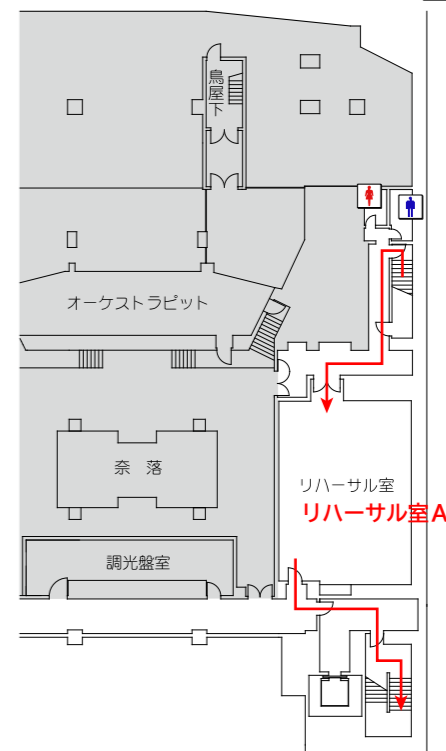 鳥屋下
オーケストラピット
奈 落
リハーサル室
リハーサル室A
調光盤室